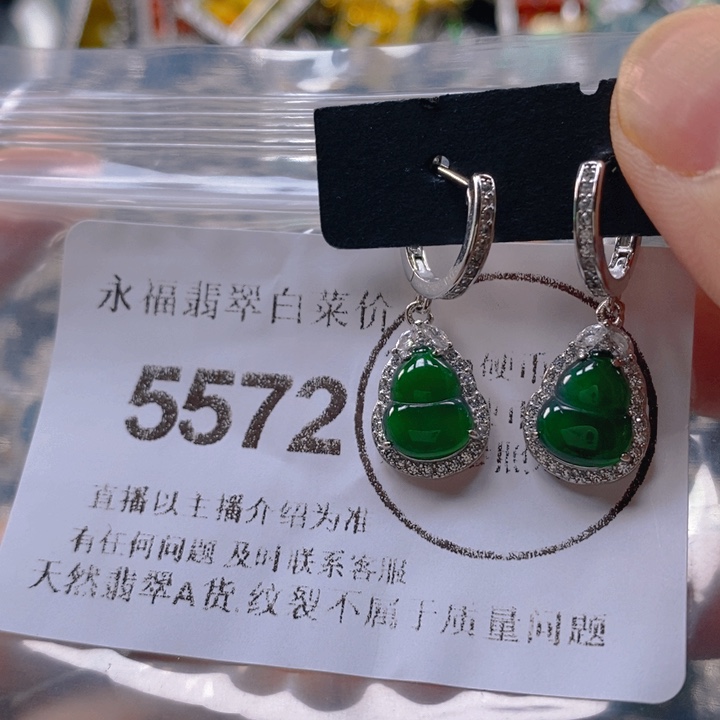 永福翡翠白菜价
5572
直播以主播介绍为准
有任何问题 及时联系客服
天然翡翠A货.纹裂不属于质量问题